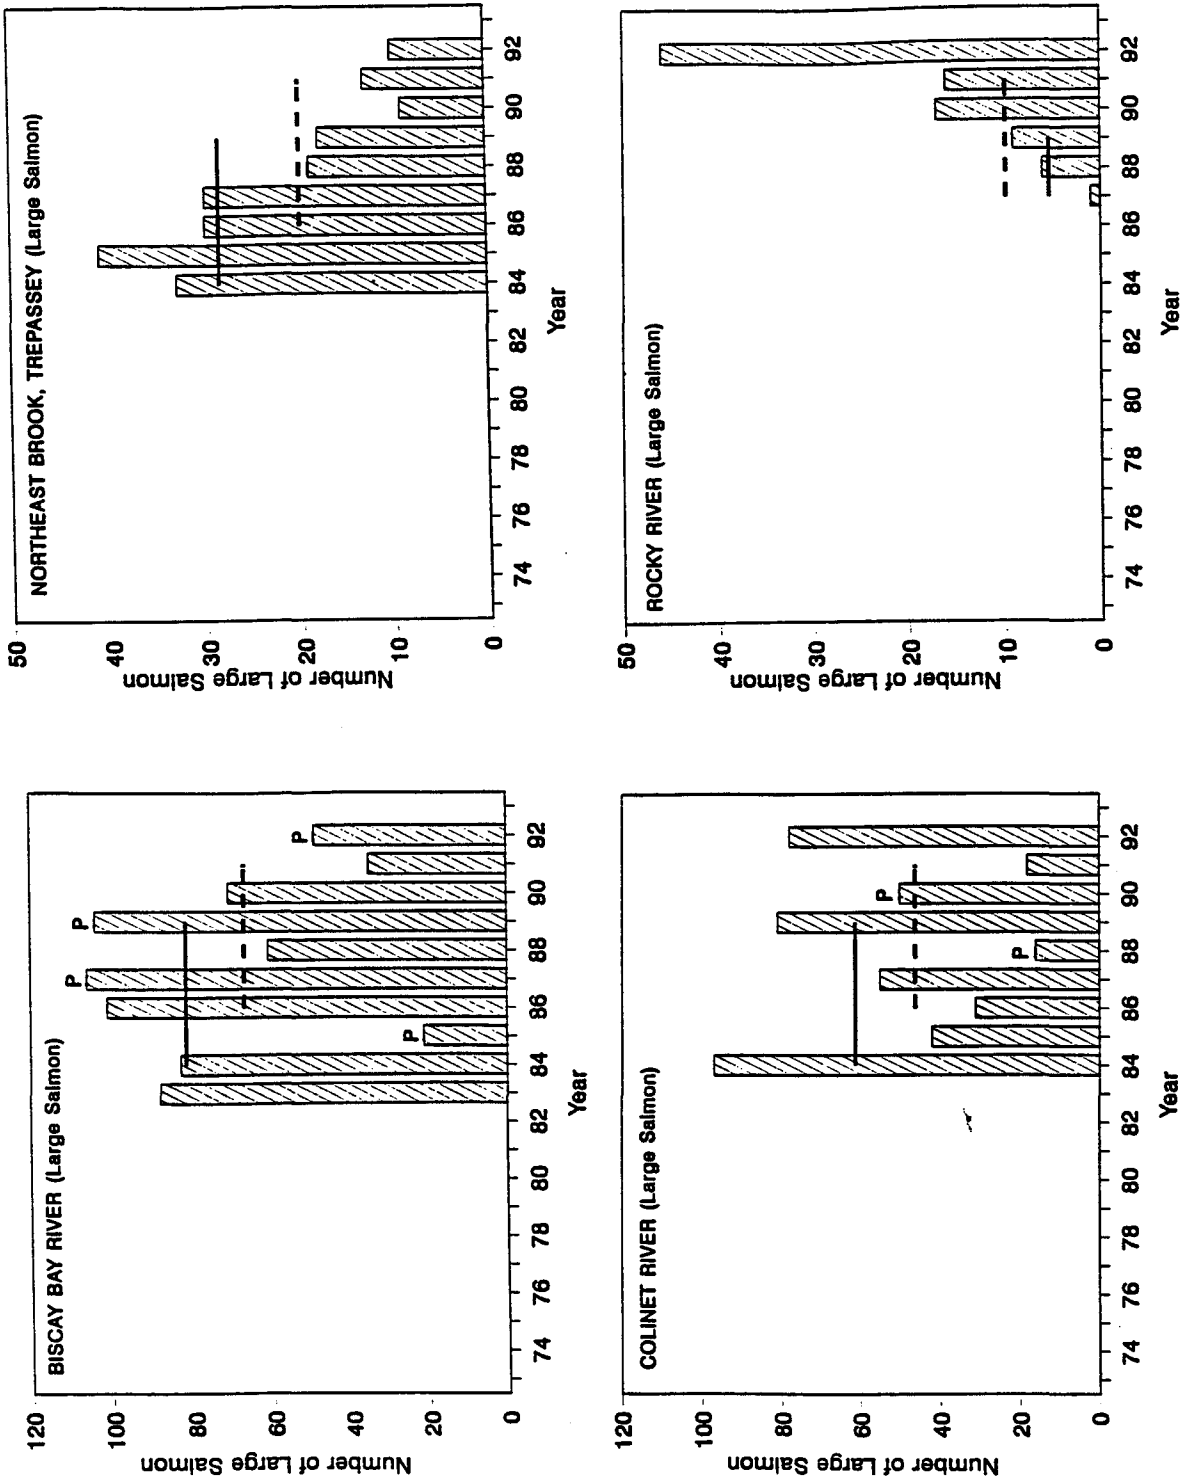 BISCAY BAY RIVER (Large Salmon)
Number of Large Salmon
120
100
80
60
40
20
0
P
P
P
P
74 76 78 80 82 84 86 88 90 92
Year
NORTHEAST BROOK, TREPASSEY (Large Salmon)
Number of Large Salmon
50
40
30
20
10
0
74 76 78 80 82 84 86 88 90 92
Year
COLINET RIVER (Large Salmon)
Number of Large Salmon
120
100
80
60
40
20
0
P
P
74 76 78 80 82 84 86 88 90 92
Year
ROCKY RIVER (Large Salmon)
Number of Large Salmon
50
40
30
20
10
0
74 76 78 80 82 84 86 88 90 92
Year